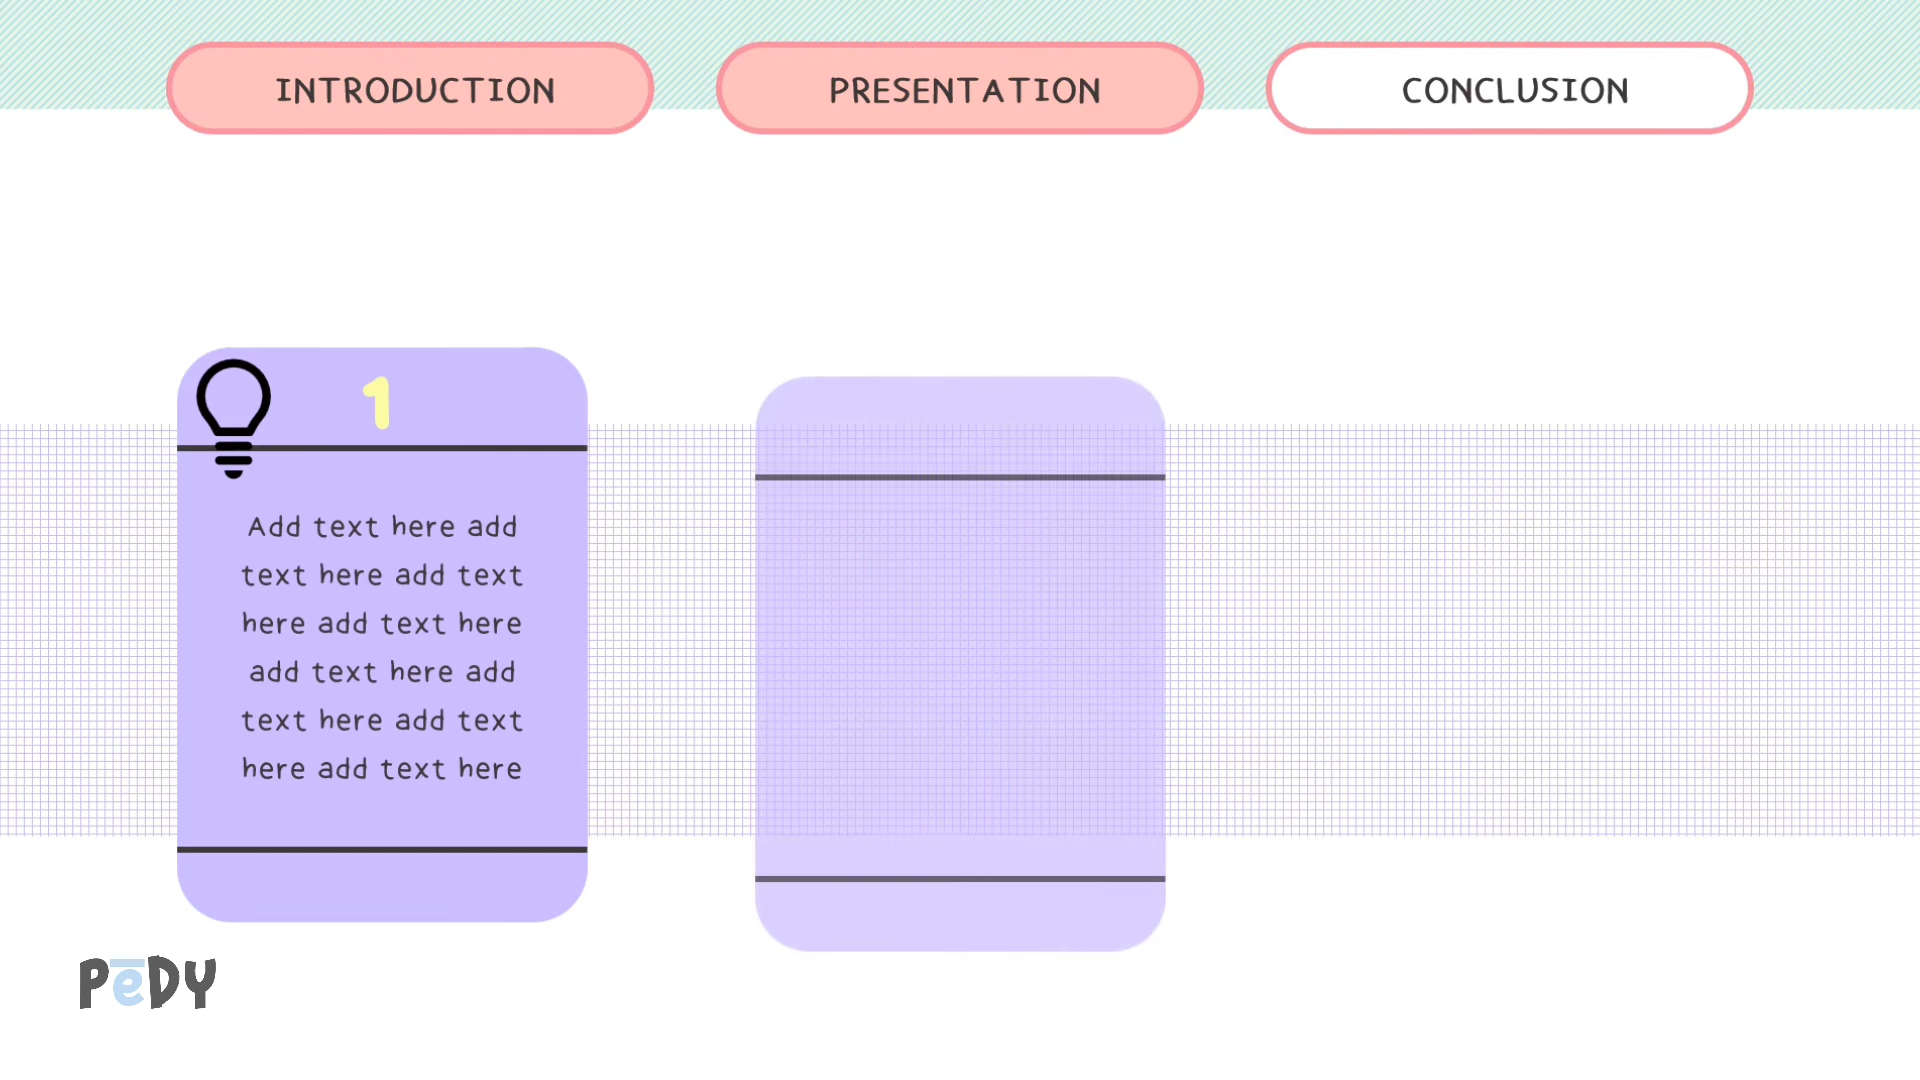 INTRODUCTION
PRESENTATION
CONCLUSION
1
Add text here add
text here add text
here add text here
add text here add
text here add text
here add text here
PēDY